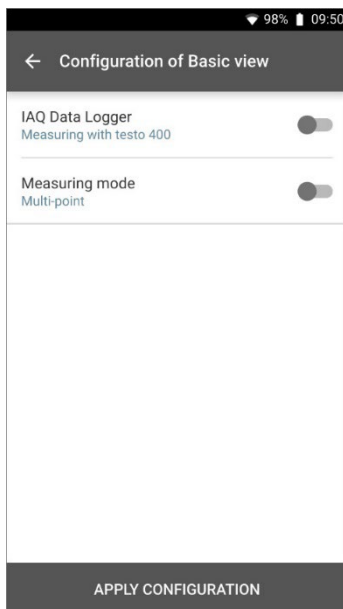 98% 09:50
Configuration of Basic view
IAQ Data Logger
Measuring with testo 400
Measuring mode
Multi-point
APPLY CONFIGURATION